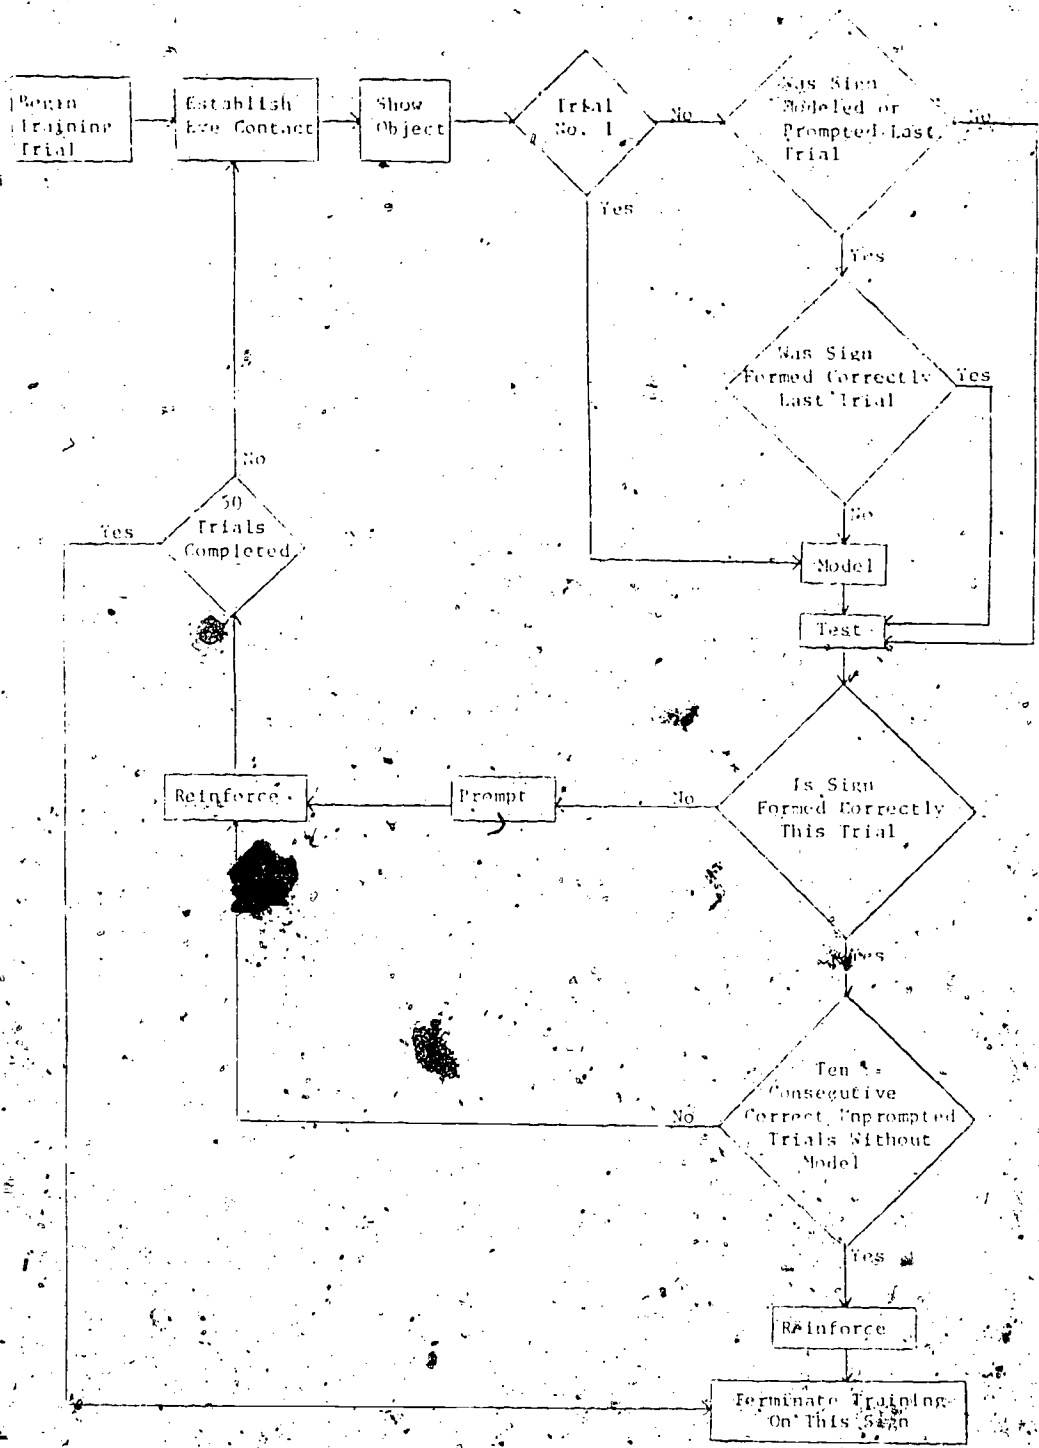 Begin
Training
Trial
Establish
Eye Contact
Show
Object
Trial
No. 1
No
Was Sign
Modeled or
Prompted Last
Trial
No
Yes
Yes
Was Sign
Formed Correctly
Last Trial
Yes
No
Model
Test
No
50
Trials
Completed
Yes
Reinforce
Prompt
No
Is Sign
Formed Correctly
This Trial
Yes
Ten
Consecutive
Correct Unprompted
Trials Without
Model
No
Yes
Reinforce
Terminate Training
On This Sign